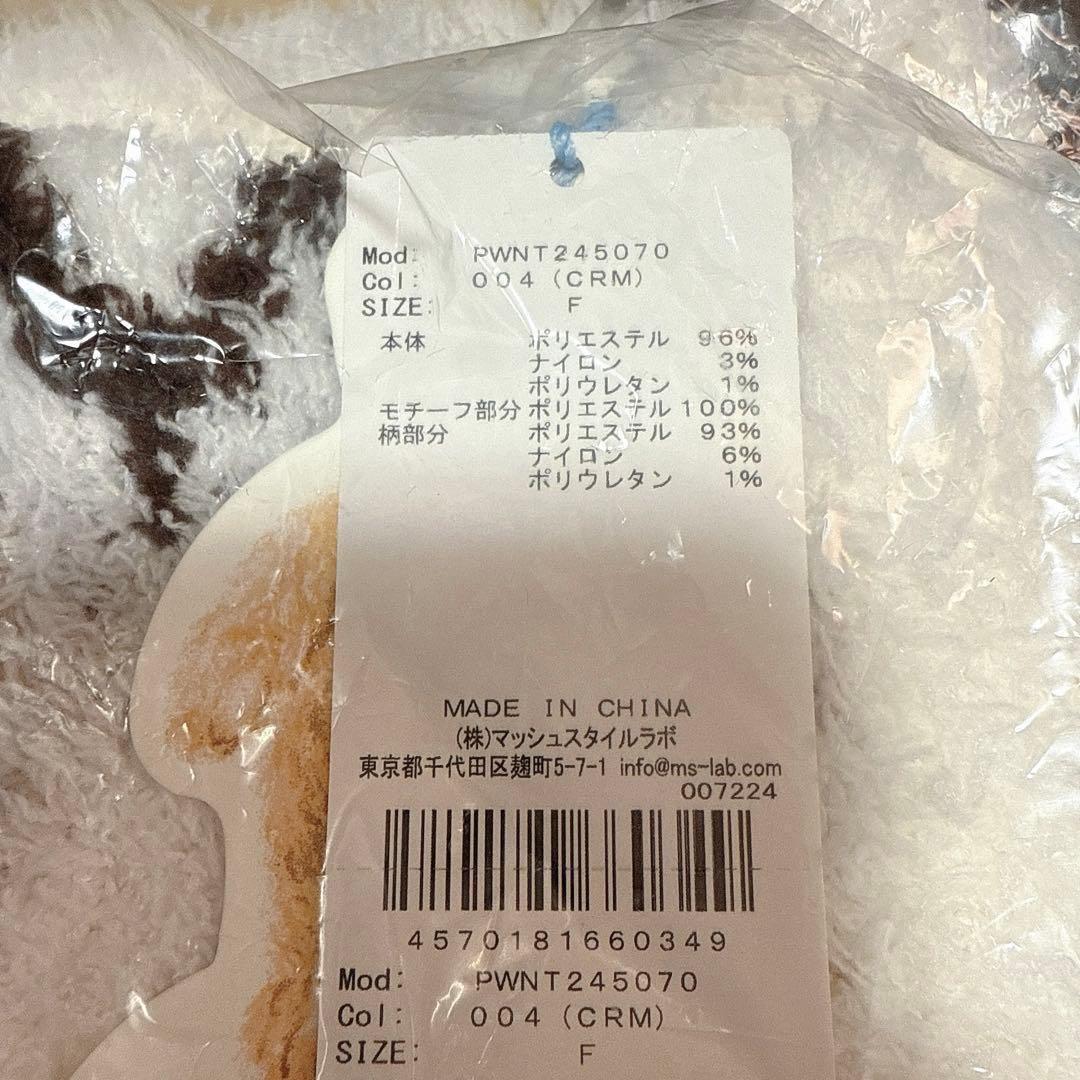 Mod: PWNT245070
Col: 004 (CRM)
SIZE: F
本体 ポリエステル 96%
ナイロン 3%
ポリウレタン 1%
モチーフ部分 ポリエステル 100%
柄部分 ポリエステル 93%
ナイロン 6%
ポリウレタン 1%
MADE IN CHINA
(株)マッシュスタイルラボ
東京都千代田区麹町5-7-1 info@ms-lab.com
007224
4570181660349
Mod: PWNT245070
Col: 004 (CRM)
SIZE: F